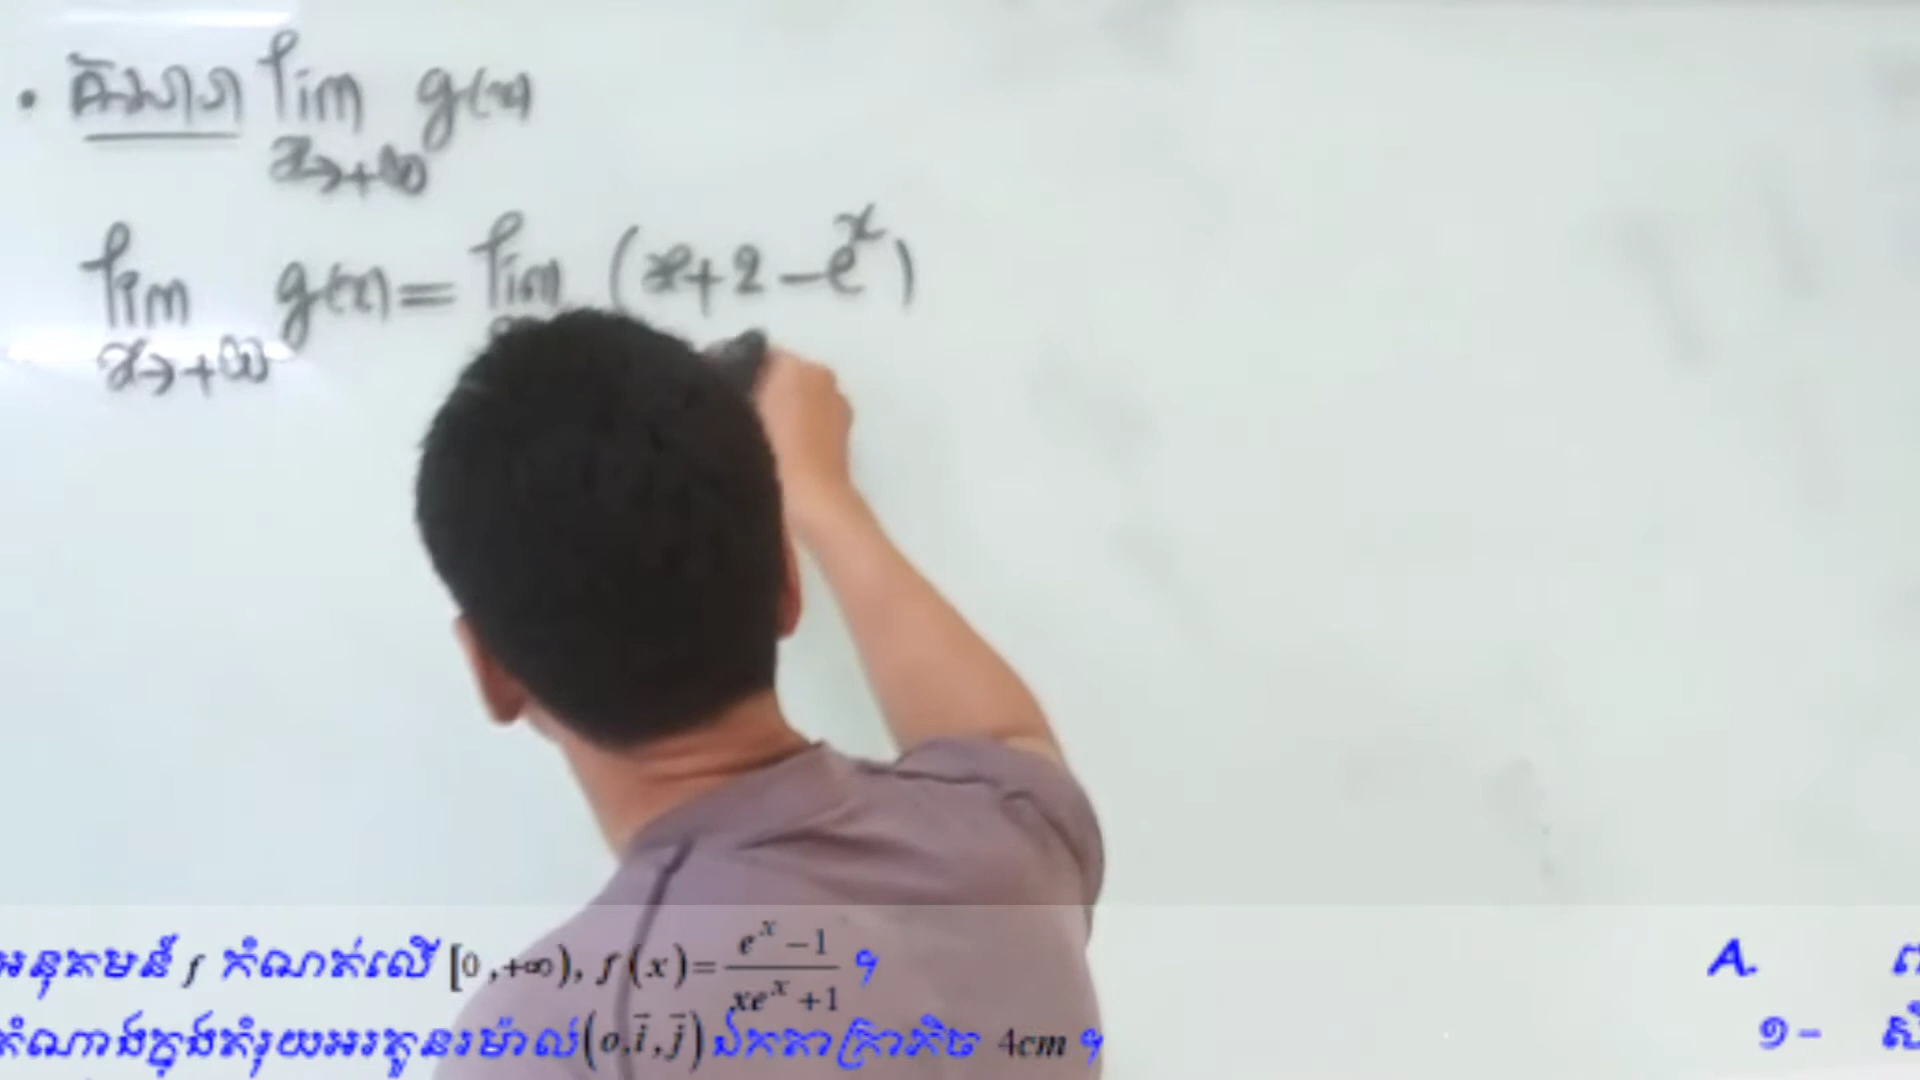 • គណនា lim g(x)
x→+∞
lim g(x) = lim (x+2-eˣ)
x→+∞
អនុគមន៍ f កំណត់លើ [0,+∞), f(x)=(eˣ-1)/(xeˣ+1) ។
A.
តំណាងក្នុងតំរុយអរតូនរម៉ាល់(o,i⃗,j⃗) ឯកតាក្រាភិច 4cm ។
១-